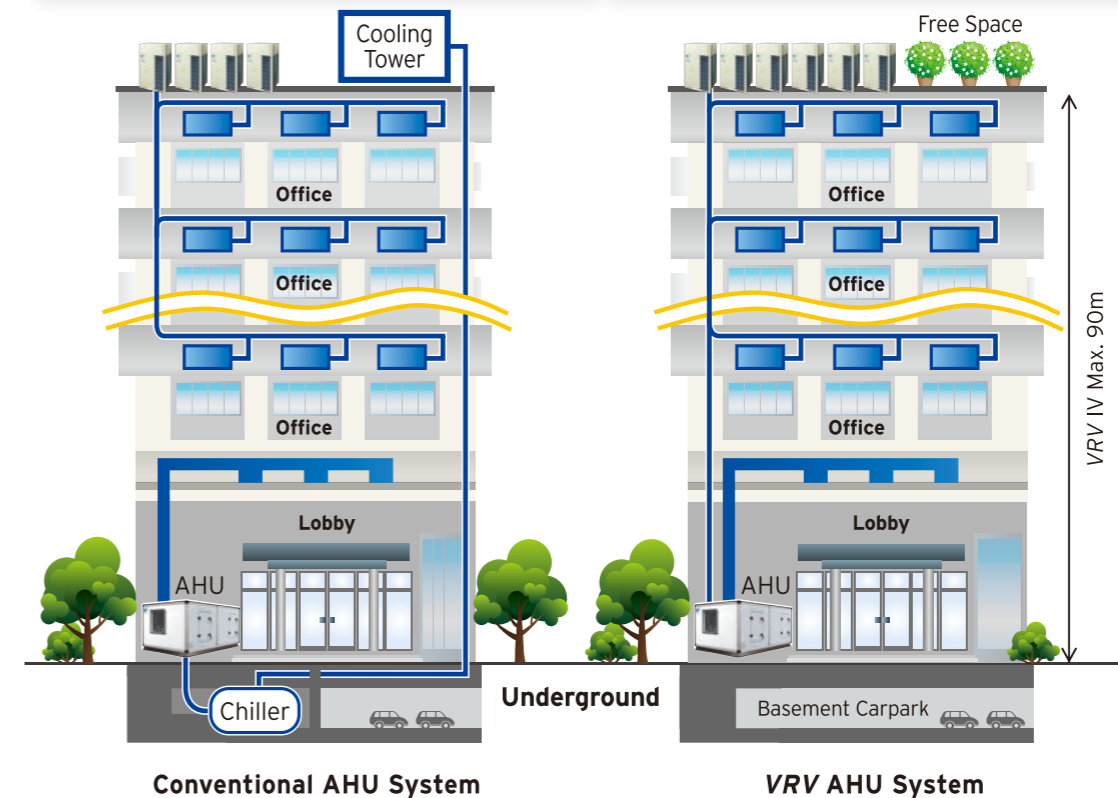 Cooling
Tower
Office
Office
Office
Lobby
AHU
Chiller
Conventional AHU System
Underground
Free Space
Office
Office
Office
Lobby
AHU
Basement Carpark
VRV IV Max. 90m
VRV AHU System